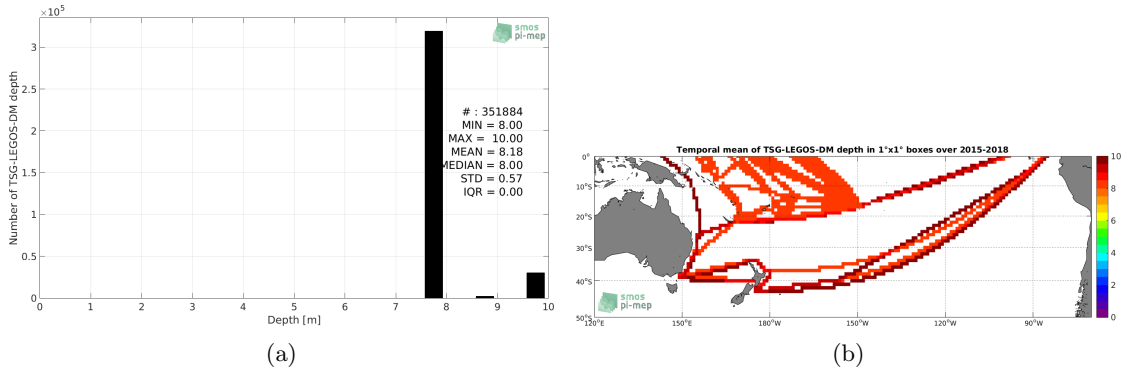 ×10⁵
3
2.5
2
1.5
1
0.5
0
Number of TSG-LEGOS-DM depth
smos
pi-mep
# : 351884
MIN = 8.00
MAX = 10.00
MEAN = 8.18
MEDIAN = 8.00
STD = 0.57
IQR = 0.00
0 1 2 3 4 5 6 7 8 9 10
Depth [m]
(a)
Temporal mean of TSG-LEGOS-DM depth in 1°x1° boxes over 2015-2018
0°
10°S
20°S
30°S
40°S
50°S
smos
pi-mep
120°E 150°E 180°W 150°W 120°W 90°W
10
8
6
4
2
0
(b)